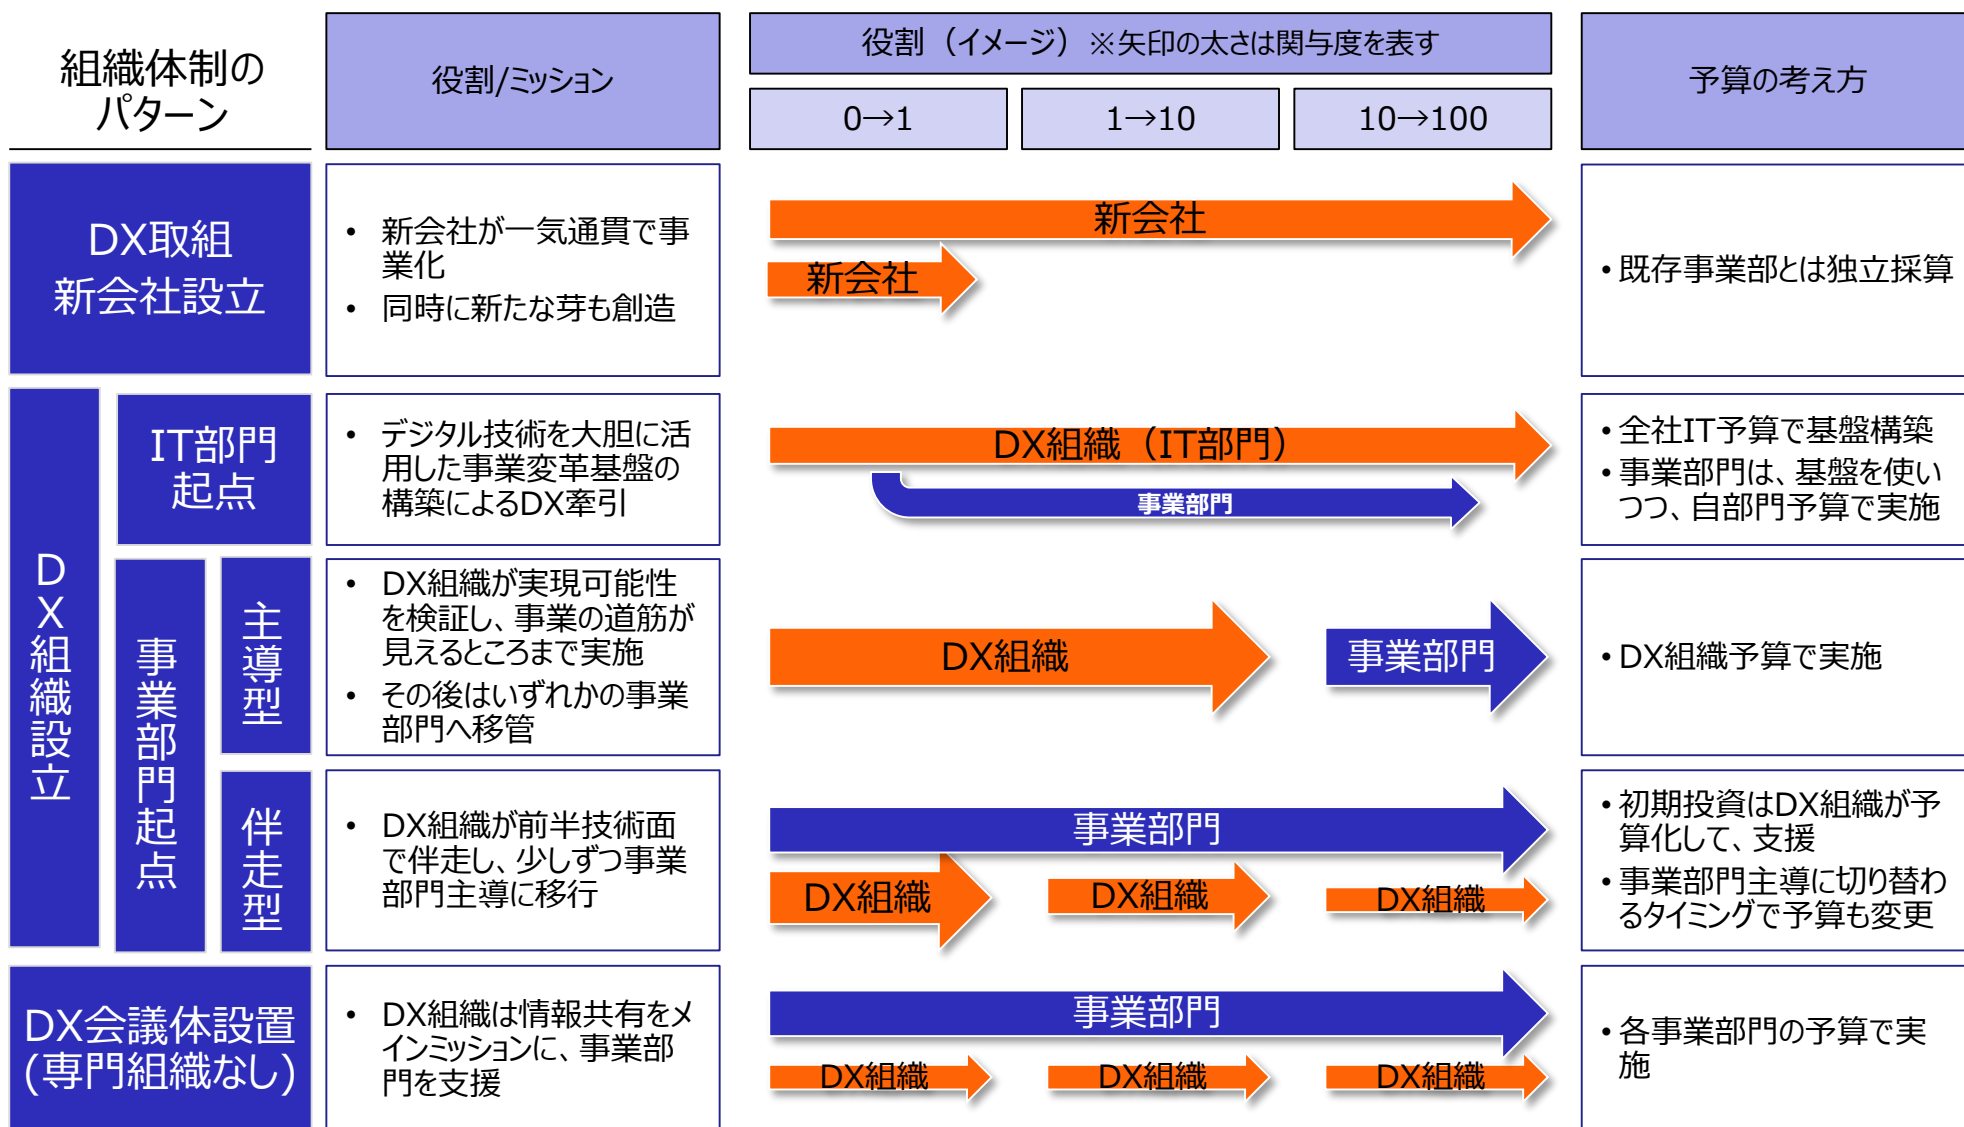 組織体制の
パターン
役割/ミッション
役割（イメージ）※矢印の太さは関与度を表す
0→1
1→10
10→100
予算の考え方
DX取組
新会社設立
• 新会社が一気通貫で事
業化
• 同時に新たな芽も創造
新会社
新会社
• 既存事業部とは独立採算
DX組織設立
IT部門
起点
• デジタル技術を大胆に活
用した事業変革基盤の
構築によるDX牽引
DX組織（IT部門）
事業部門
• 全社IT予算で基盤構築
• 事業部門は、基盤を使い
つつ、自部門予算で実施
事業部門起点
主導型
• DX組織が実現可能性
を検証し、事業の道筋が
見えるところまで実施
• その後はいずれかの事業
部門へ移管
DX組織
事業部門
• DX組織予算で実施
伴走型
• DX組織が前半技術面
で伴走し、少しずつ事業
部門主導に移行
事業部門
DX組織
DX組織
DX組織
• 初期投資はDX組織が予
算化して、支援
• 事業部門主導に切り替わ
るタイミングで予算も変更
DX会議体設置
(専門組織なし)
• DX組織は情報共有をメ
インミッションに、事業部
門を支援
事業部門
DX組織
DX組織
DX組織
• 各事業部門の予算で実
施